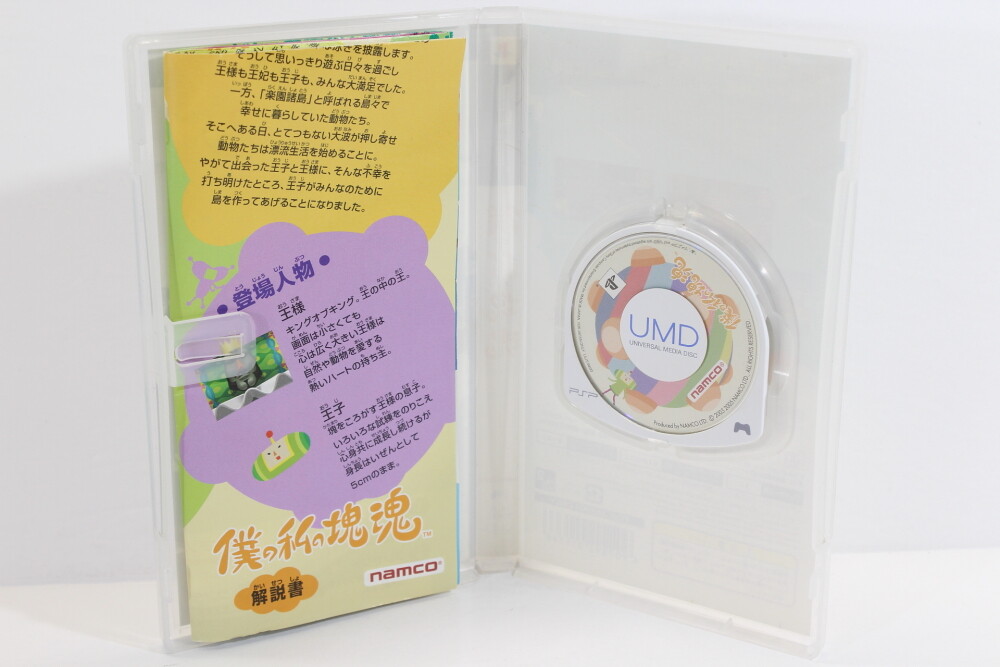 泳ぎを披露します。
そして思いっきり遊ぶ日々を過ごし
王様も王妃も王子も、みんな大満足でした。
一方、「楽園諸島」と呼ばれる島々で
幸せに暮らしていた動物たち。
そこへある日、とてつもない大波が押し寄せ
動物たちは漂流生活を始めることに。
やがて出会った王子と王様に、そんな不幸を
打ち明けたところ、王子がみんなのために
島を作ってあげることになりました。
• 登場人物 •
王様
キングオブキング。王の中の王。
画面は小さくても
心は広く大きい王様は
自然や動物を愛する
熱いハートの持ち主。
王子
塊をころがす王様の息子。
いろいろな試練をのりこえ
心身共に成長し続けるが
身長はいぜんとして
5cmのまま。
僕の私の塊魂™
namco®
解説書
UMD
UNIVERSAL MEDIA DISC
PSP
namco®
Produced by NAMCO LTD. © 2003 2005 NAMCO LTD., ALL RIGHTS RESERVED